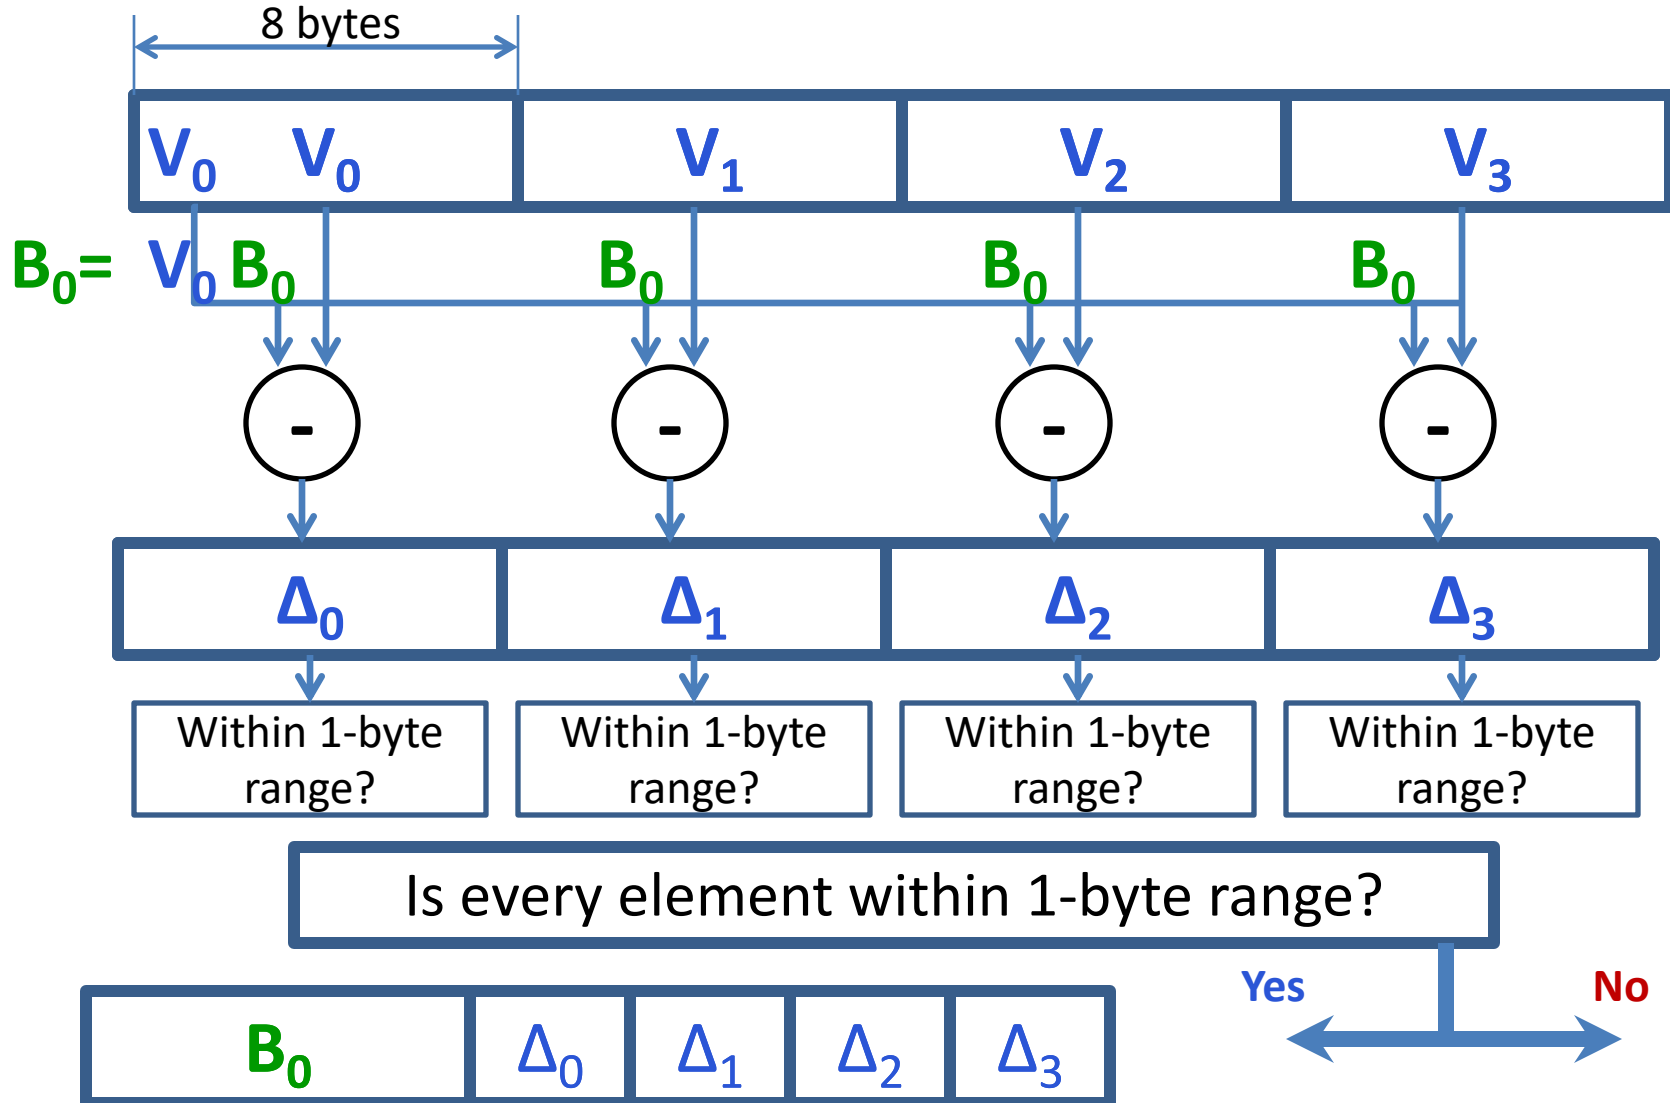 8 bytes
V₀ V₀ V₁ V₂ V₃
B₀= V₀ B₀ B₀ B₀ B₀
- - - -
Δ₀ Δ₁ Δ₂ Δ₃
Within 1-byte
range?
Within 1-byte
range?
Within 1-byte
range?
Within 1-byte
range?
Is every element within 1-byte range?
Yes No
B₀ Δ₀ Δ₁ Δ₂ Δ₃